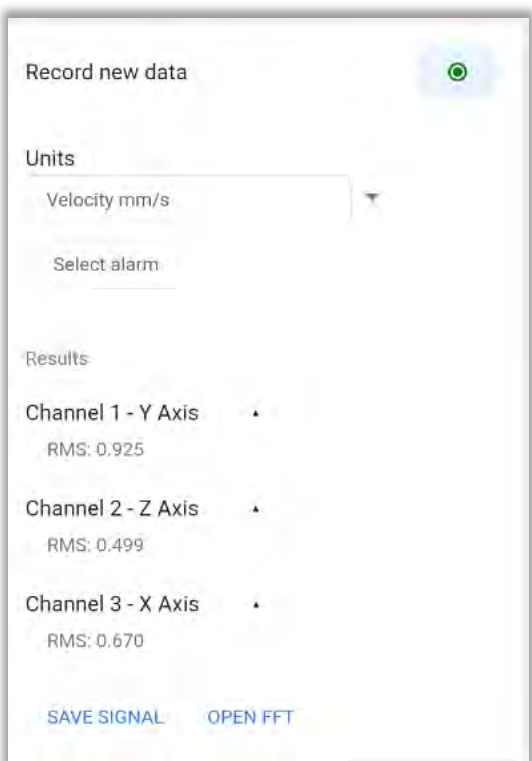 Record new data
Units
Velocity mm/s
Select alarm
Results
Channel 1 - Y Axis
RMS: 0.925
Channel 2 - Z Axis
RMS: 0.499
Channel 3 - X Axis
RMS: 0.670
SAVE SIGNAL OPEN FFT